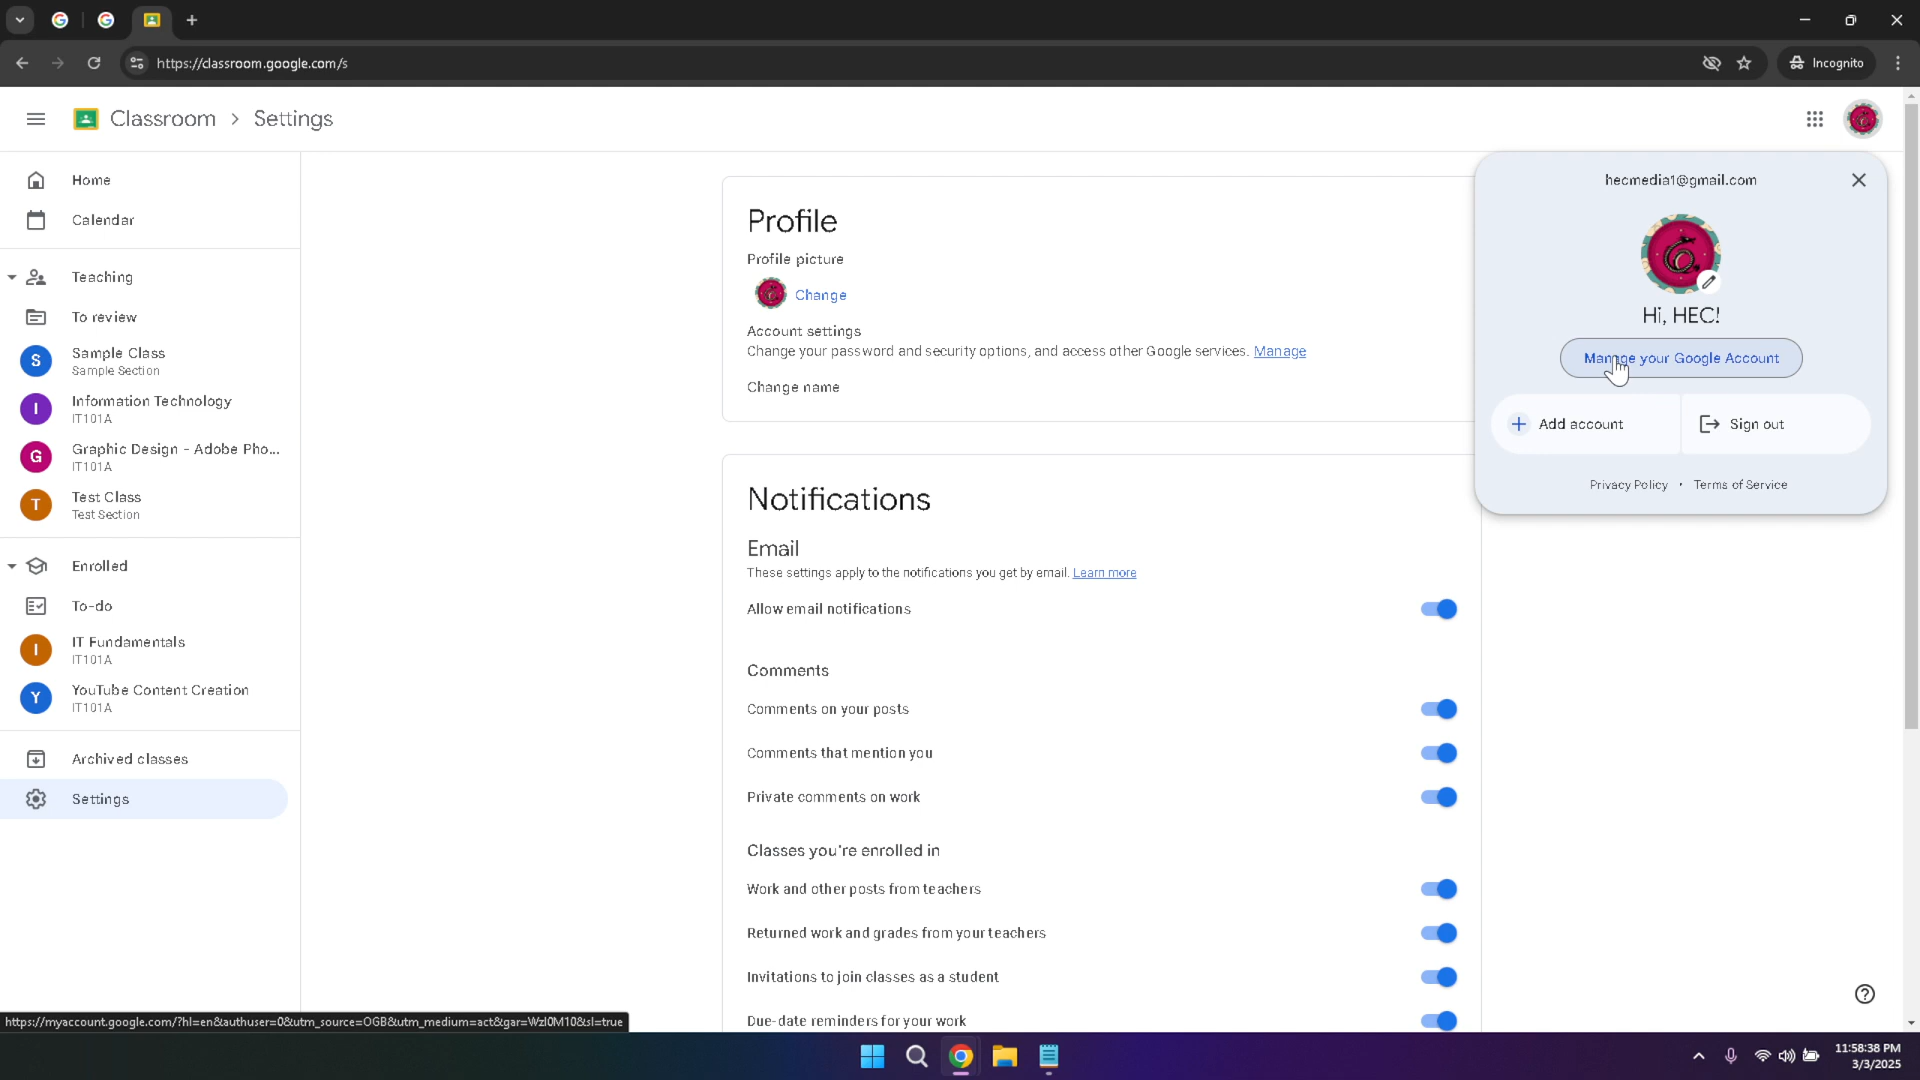 https://classroom.google.com/s
Incognito
Classroom > Settings
Home
Calendar
Teaching
To review
S
Sample Class
Sample Section
I
Information Technology
IT101A
G
Graphic Design - Adobe Pho...
IT101A
T
Test Class
Test Section
Enrolled
To-do
I
IT Fundamentals
IT101A
Y
YouTube Content Creation
IT101A
Archived classes
Settings
Profile
Profile picture
Change
Account settings
Change your password and security options, and access other Google services. Manage
Change name
Notifications
Email
These settings apply to the notifications you get by email. Learn more
Allow email notifications
Comments
Comments on your posts
Comments that mention you
Private comments on work
Classes you're enrolled in
Work and other posts from teachers
Returned work and grades from your teachers
Invitations to join classes as a student
Due-date reminders for your work
hecmedia1@gmail.com
Hi, HEC!
Manage your Google Account
Add account
Sign out
Privacy Policy • Terms of Service
https://myaccount.google.com/?hl=en&authuser=0&utm_source=OGB&utm_medium=act&gar=WzI0M10&sl=true
11:58:38 PM
3/3/2025